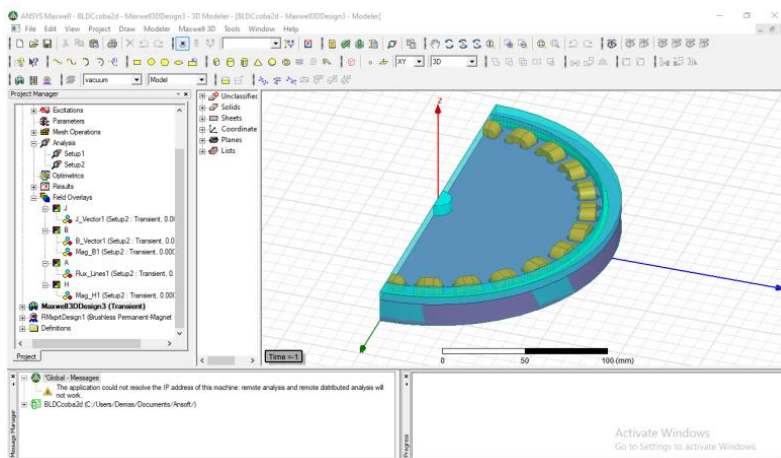 ANSYS Maxwell - BLDCcoba2d - Maxwell3DDesign3 - 3D Modeler - [BLDCcoba2d - Maxwell3DDesign3 - Modeler]
File Edit View Project Draw Modeler Maxwell 3D Tools Window Help
XY 3D
vacuum Model
Project Manager
Excitations
Parameters
Mesh Operations
Analysis
Setup1
Setup2
Optimetrics
Results
Field Overlays
J
J_Vector1 (Setup2 : Transient, 0.00
B
B_Vector1 (Setup2 : Transient, 0.0
Mag_B1 (Setup2 : Transient, 0.00
A
Flux_Lines1 (Setup2 : Transient, 0.
H
Mag_H1 (Setup2 : Transient, 0.000
Maxwell3DDesign3 (Transient)
RMxprtDesign1 (Brushless Permanent-Magnet
Definitions
Project
Unclassified
Solids
Sheets
Coordinate
Planes
Lists
Z
Time =-1
0 50 100 (mm)
Message Manager
*Global - Messages
The application could not resolve the IP address of this machine: remote analysis and remote distributed analysis will
not work.
BLDCcoba2d (C:/Users/Demas/Documents/Ansoft/)
Progress
Activate Windows
Go to Settings to activate Windows.